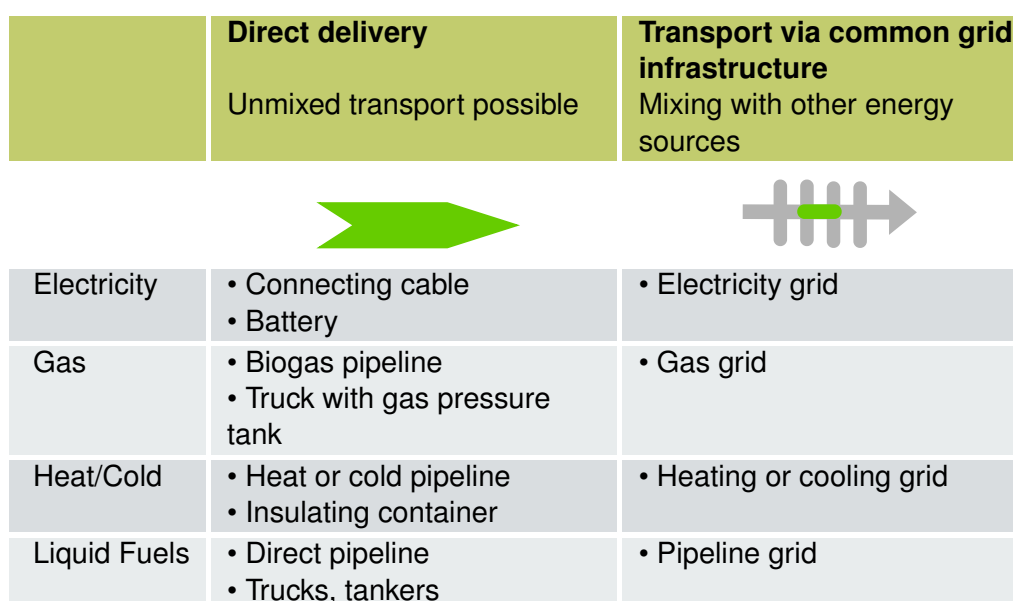 Direct delivery
Unmixed transport possible
Transport via common grid
infrastructure
Mixing with other energy
sources
Electricity
• Connecting cable
• Battery
• Electricity grid
Gas
• Biogas pipeline
• Truck with gas pressure
tank
• Gas grid
Heat/Cold
• Heat or cold pipeline
• Insulating container
• Heating or cooling grid
Liquid Fuels
• Direct pipeline
• Trucks, tankers
• Pipeline grid